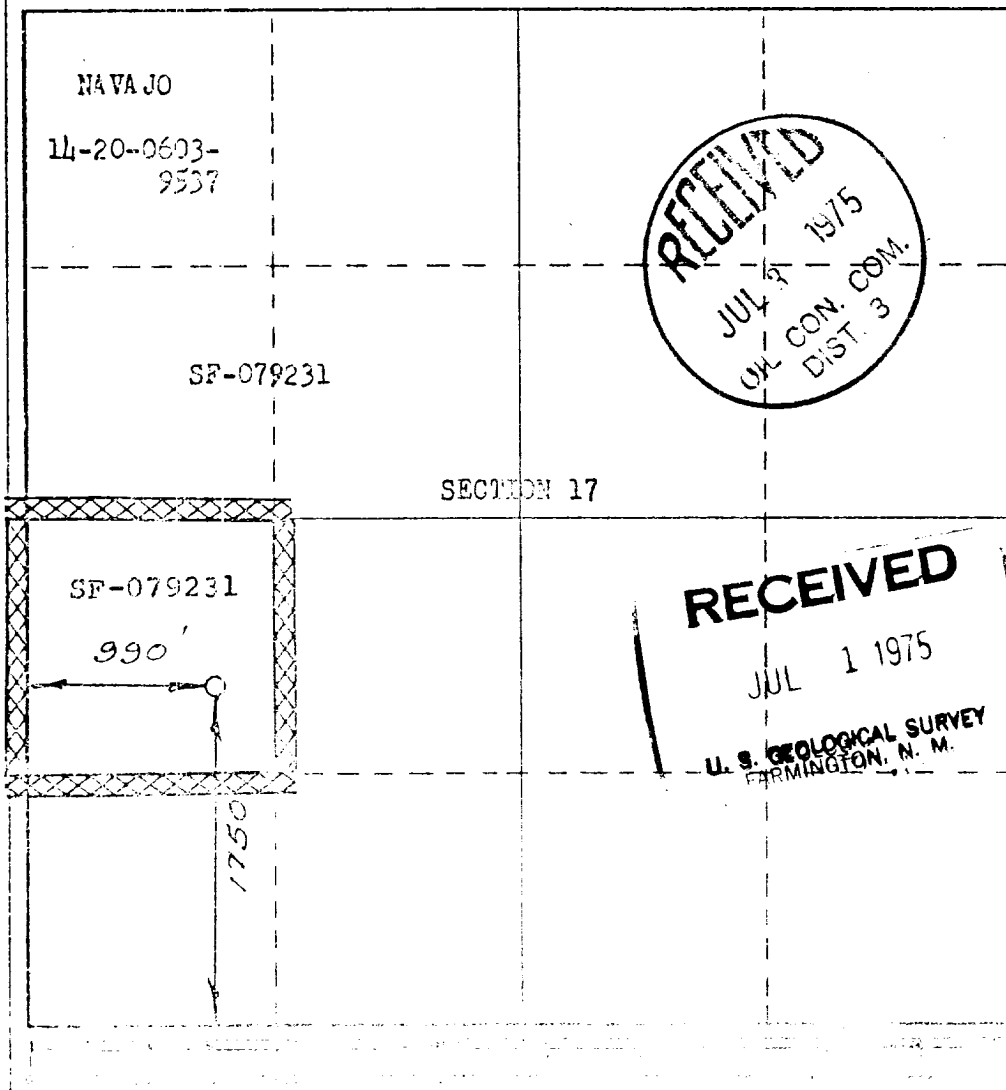 NAVAJO
14-20-0603-
9537
RECEIVED
JUL 3 1975
OIL CON. COM.
DIST. 3
SF-079231
SECTION 17
SF-079231
990'
RECEIVED
JUL 1 1975
U. S. GEOLOGICAL SURVEY
FARMINGTON, N. M.
1750